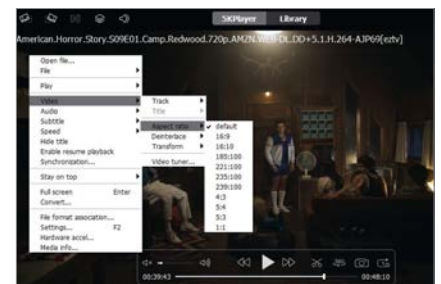 5KPlayer Library
American.Horror.Story.S09E01.Camp.Redwood.720p.AMZN.WEB-DL.DD+5.1.H.264-AJP69[eztv]
Open file...
File
Play
Video
Audio
Subtitle
Speed
Hide title
Enable resume playback
Synchronization...
Stay on top
Full screen Enter
Convert...
File format association...
Settings... F2
Hardware accel...
Media info...
Track
Title
Aspect ratio
Deinterlace
Transform
Video tuner...
default
16:9
16:10
185:100
221:100
235:100
239:100
4:3
5:4
5:3
1:1
00:39:43 00:48:10